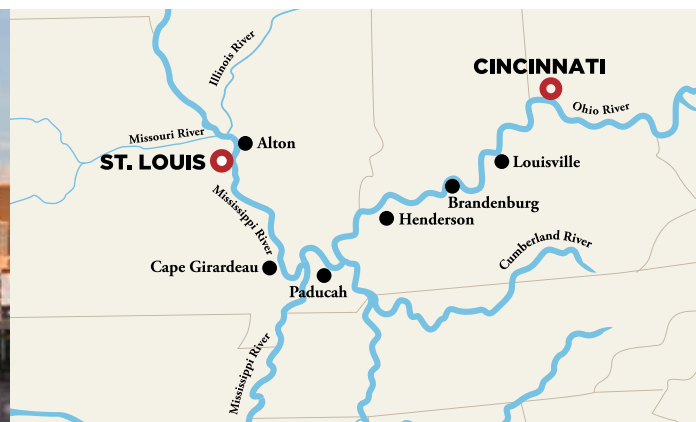 Illinois River
CINCINNATI
Ohio River
Missouri River
Alton
ST. LOUIS
Louisville
Mississippi River
Brandenburg
Henderson
Cumberland River
Cape Girardeau
Paducah
Mississippi River